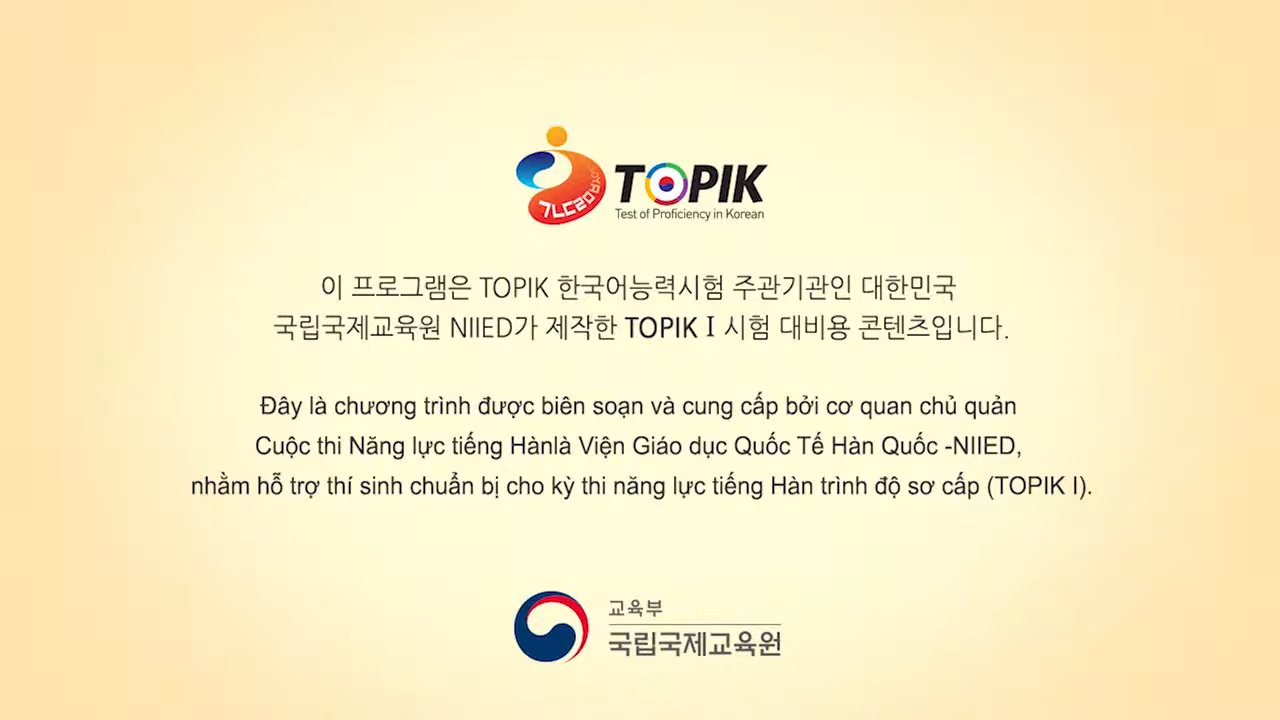 ㄱㄴㄷㄹㅁㅂㅅ
TOPIK
Test of Proficiency in Korean
이 프로그램은 TOPIK 한국어능력시험 주관기관인 대한민국
국립국제교육원 NIIED가 제작한 TOPIK Ⅰ 시험 대비용 콘텐츠입니다.
Đây là chương trình được biên soạn và cung cấp bởi cơ quan chủ quản
Cuộc thi Năng lực tiếng Hànlà Viện Giáo dục Quốc Tế Hàn Quốc -NIIED,
nhằm hỗ trợ thí sinh chuẩn bị cho kỳ thi năng lực tiếng Hàn trình độ sơ cấp (TOPIK I).
교육부
국립국제교육원